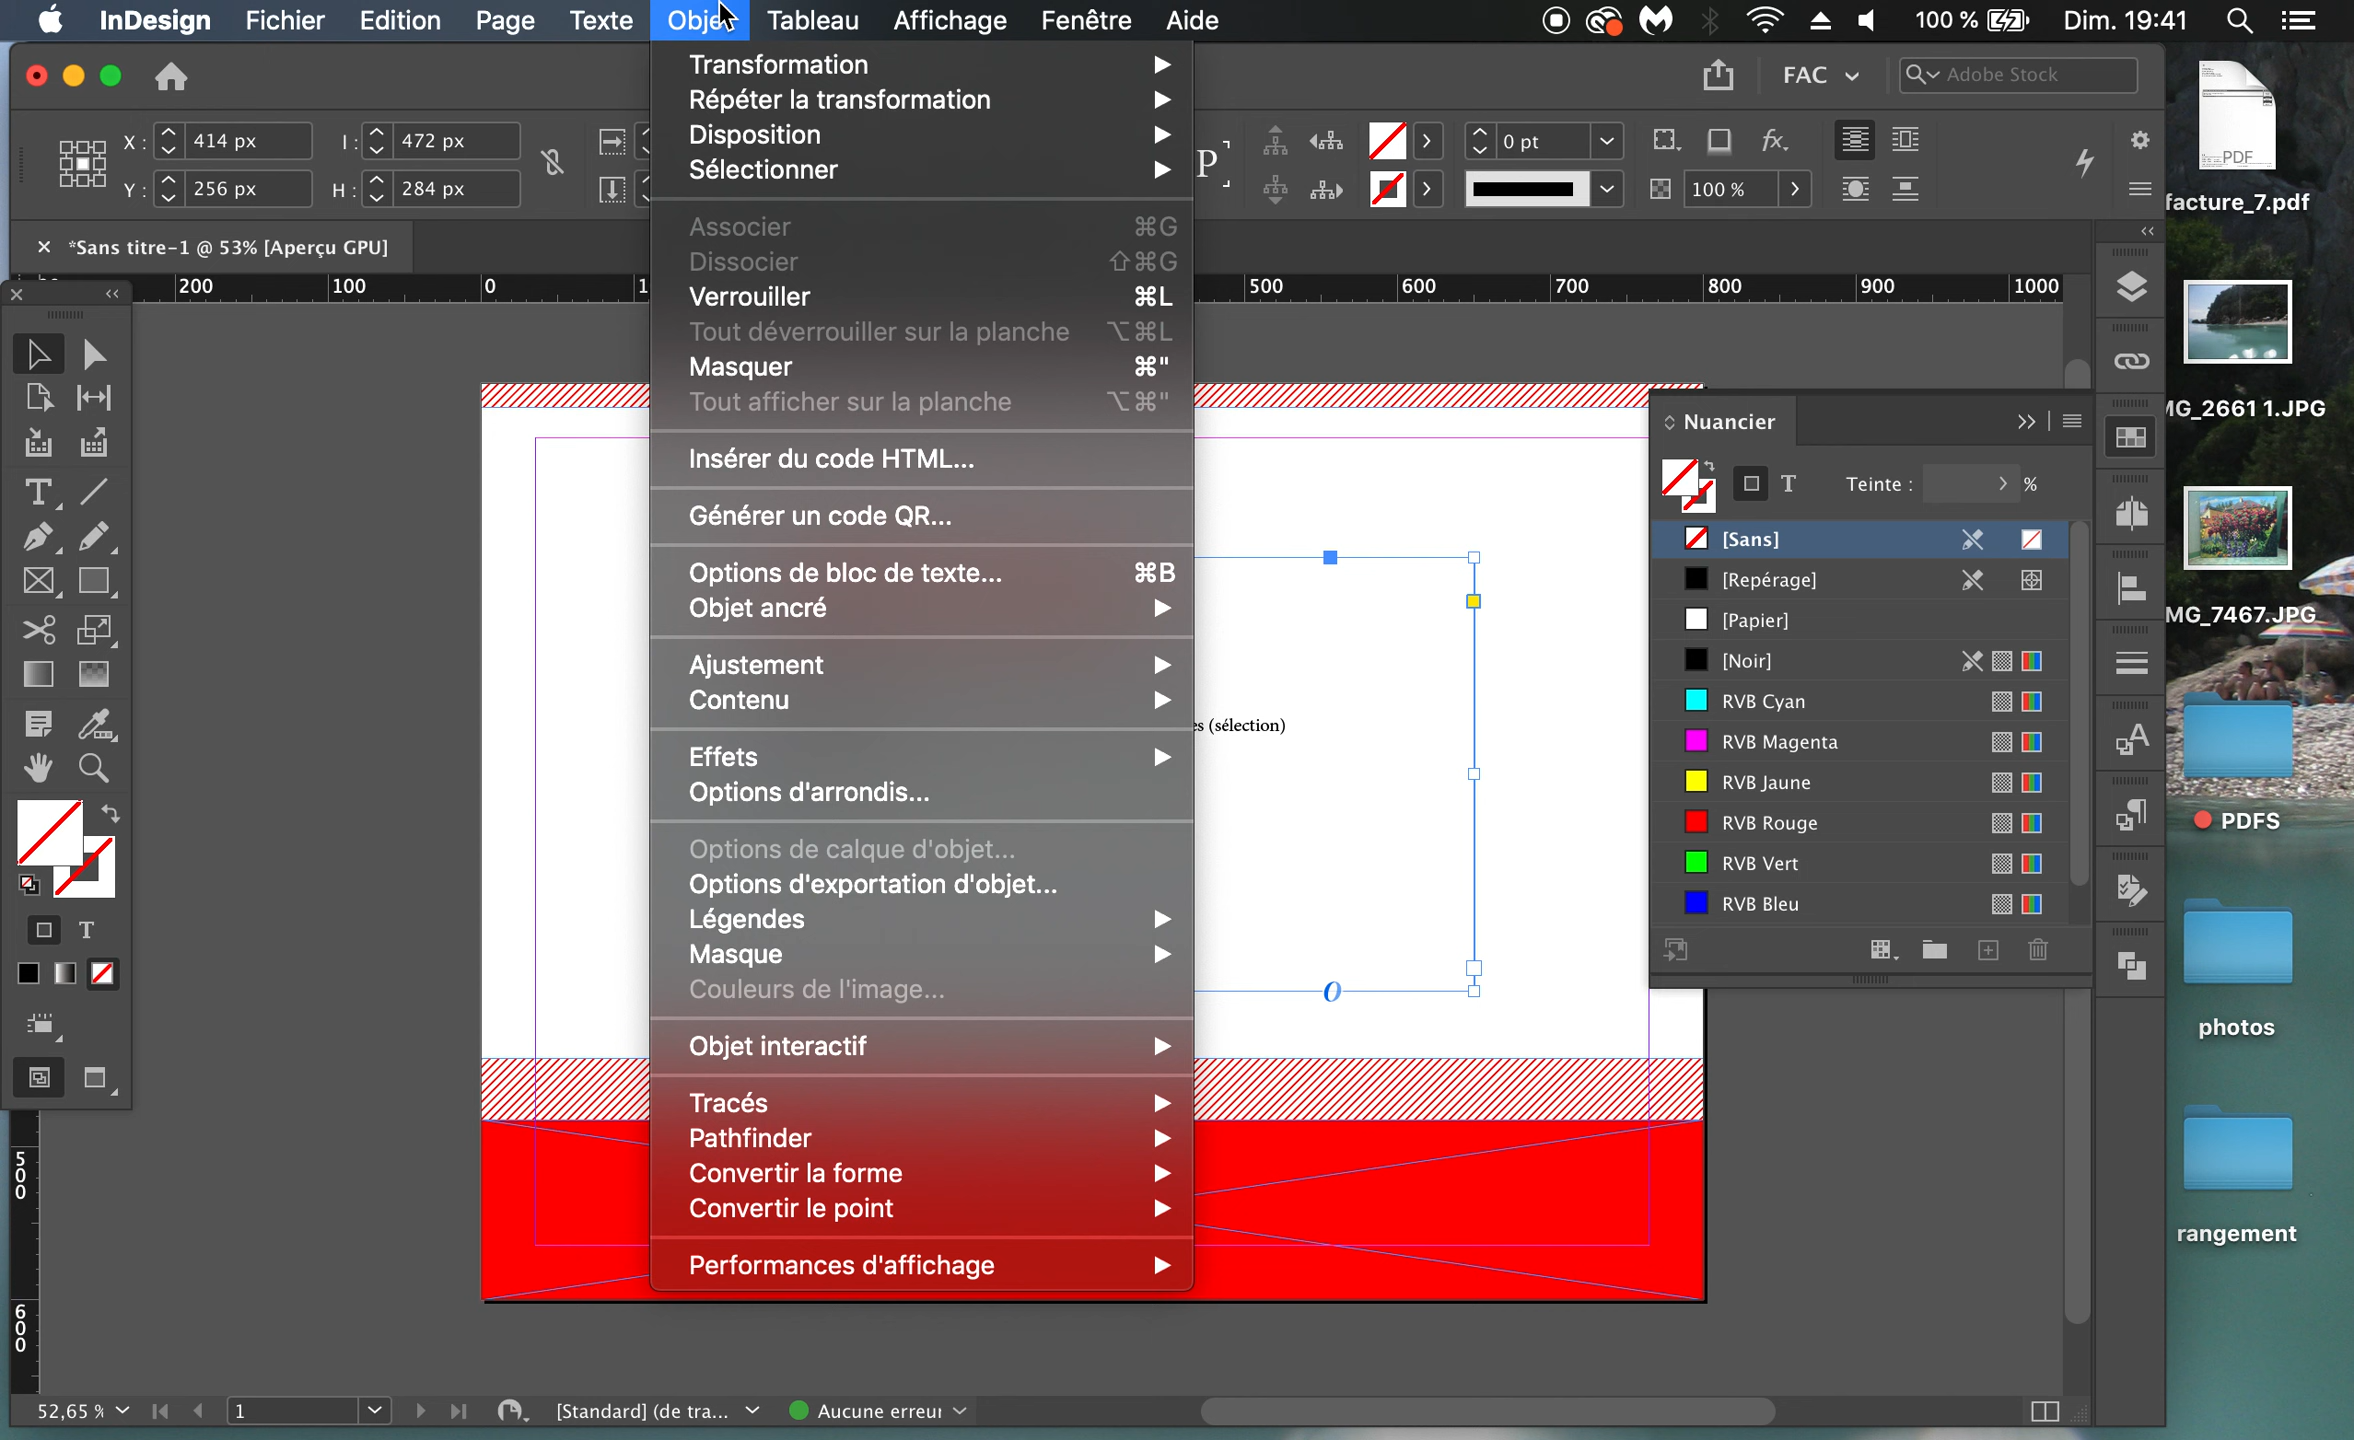 InDesign Fichier Edition Page Texte Objet Tableau Affichage Fenêtre Aide 100 % Dim. 19:41
FAC Adobe Stock
X : 414 px I : 472 px
0 pt
Y : 256 px H : 284 px
100 %
P
× *Sans titre-1 @ 53% [Aperçu GPU]
200 100 0 500 600 700 800 900 1000
Transformation
Répéter la transformation
Disposition
Sélectionner
Associer ⌘G
Dissocier ⇧⌘G
Verrouiller ⌘L
Tout déverrouiller sur la planche ⌥⌘L
Masquer ⌘"
Tout afficher sur la planche ⌥⌘"
Insérer du code HTML...
Générer un code QR...
Options de bloc de texte... ⌘B
Objet ancré
Ajustement
Contenu
Effets
Options d'arrondis...
Options de calque d'objet...
Options d'exportation d'objet...
Légendes
Masque
Couleurs de l'image...
Objet interactif
Tracés
Pathfinder
Convertir la forme
Convertir le point
Performances d'affichage
es (sélection)
Nuancier
T Teinte : %
[Sans]
[Repérage]
[Papier]
[Noir]
RVB Cyan
RVB Magenta
RVB Jaune
RVB Rouge
RVB Vert
RVB Bleu
T
500
600
52,65 % 1 [Standard] (de tra... Aucune erreur
PDF
facture_7.pdf
MG_2661 1.JPG
MG_7467.JPG
PDFS
photos
rangement